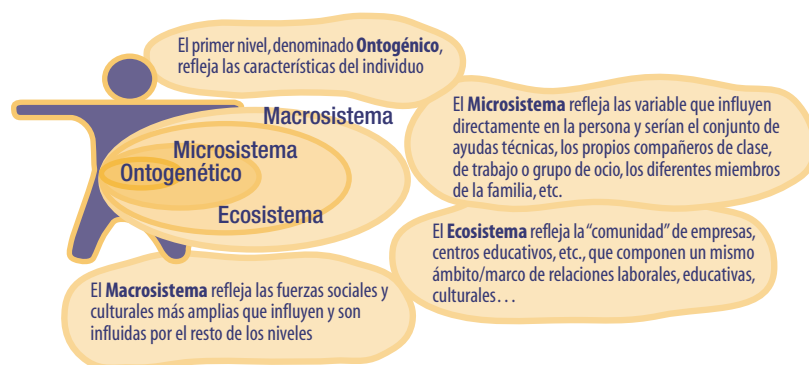 El primer nivel, denominado Ontogénico,
refleja las características del individuo
Macrosistema
Microsistema
Ontogenético
Ecosistema
El Microsistema refleja las variable que influyen
directamente en la persona y serían el conjunto de
ayudas técnicas, los propios compañeros de clase,
de trabajo o grupo de ocio, los diferentes miembros
de la familia, etc.
El Ecosistema refleja la “comunidad” de empresas,
centros educativos, etc., que componen un mismo
ámbito/marco de relaciones laborales, educativas,
culturales…
El Macrosistema refleja las fuerzas sociales y
culturales más amplias que influyen y son
influidas por el resto de los niveles